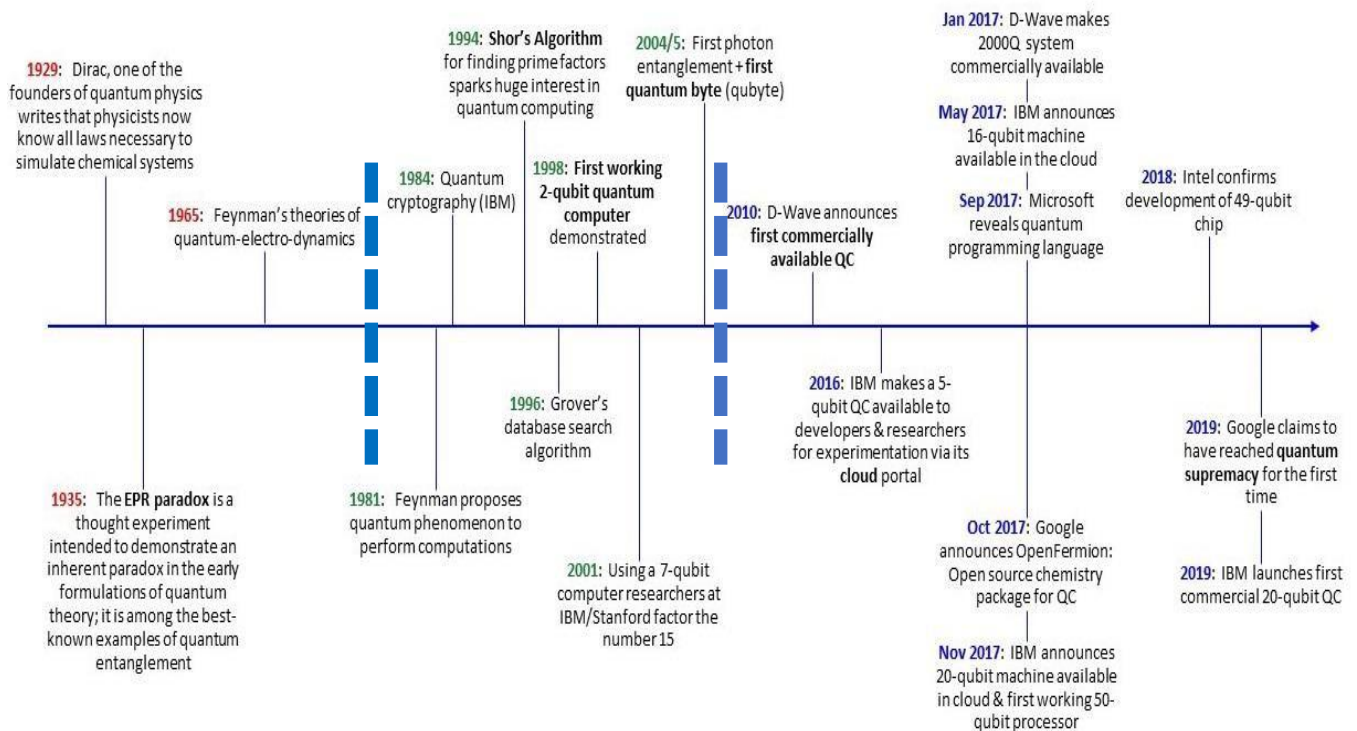 1929: Dirac, one of the
founders of quantum physics
writes that physicists now
know all laws necessary to
simulate chemical systems
1965: Feynman's theories of
quantum-electro-dynamics
1935: The EPR paradox is a
thought experiment
intended to demonstrate an
inherent paradox in the early
formulations of quantum
theory; it is among the best-
known examples of quantum
entanglement
1994: Shor's Algorithm
for finding prime factors
sparks huge interest in
quantum computing
1984: Quantum
cryptography (IBM)
1998: First working
2-qubit quantum
computer
demonstrated
2004/5: First photon
entanglement + first
quantum byte (qubyte)
1996: Grover's
database search
algorithm
1981: Feynman proposes
quantum phenomenon to
perform computations
2001: Using a 7-qubit
computer researchers at
IBM/Stanford factor the
number 15
2010: D-Wave announces
first commercially
available QC
Jan 2017: D-Wave makes
2000Q system
commercially available
May 2017: IBM announces
16-qubit machine
available in the cloud
Sep 2017: Microsoft
reveals quantum
programming language
2018: Intel confirms
development of 49-qubit
chip
2016: IBM makes a 5-
qubit QC available to
developers & researchers
for experimentation via its
cloud portal
Oct 2017: Google
announces OpenFermion:
Open source chemistry
package for QC
Nov 2017: IBM announces
20-qubit machine available
in cloud & first working 50-
qubit processor
2019: Google claims to
have reached quantum
supremacy for the first
time
2019: IBM launches first
commercial 20-qubit QC